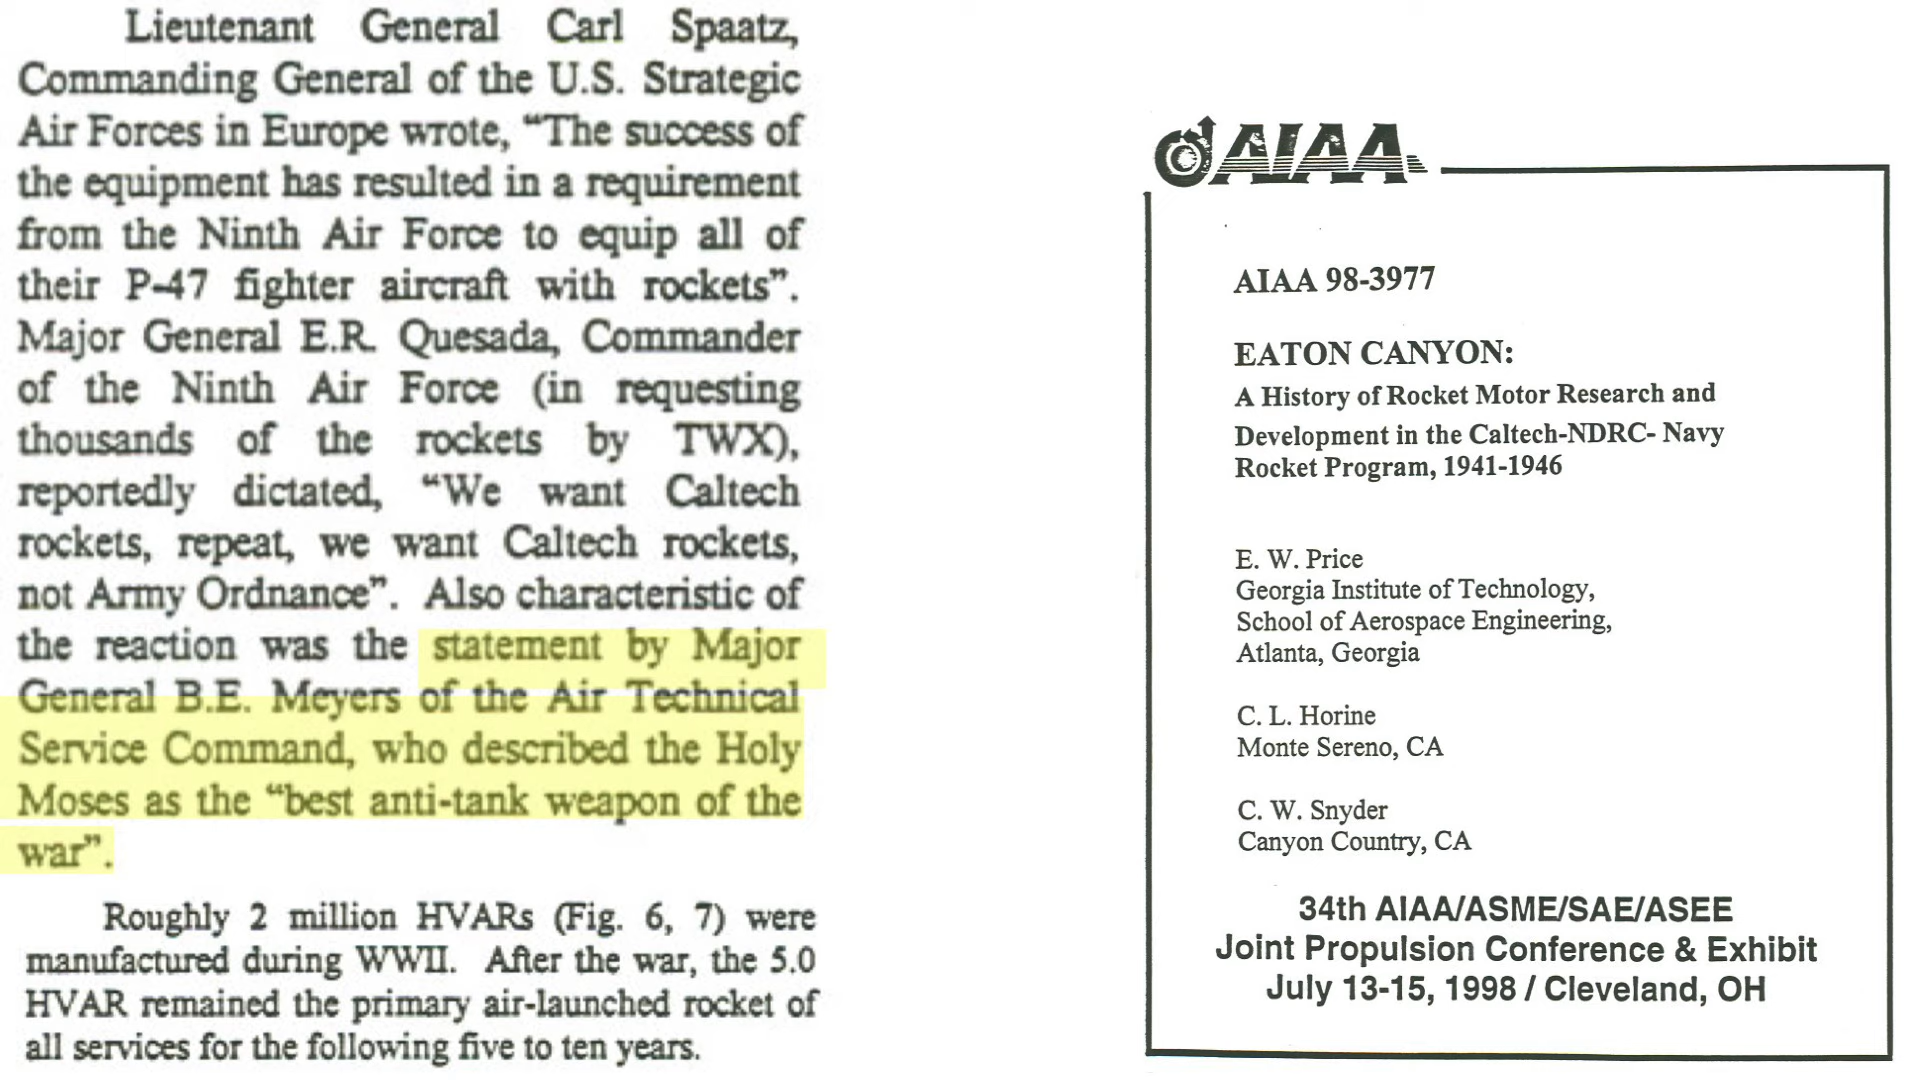 Lieutenant General Carl Spaatz,
Commanding General of the U.S. Strategic
Air Forces in Europe wrote, “The success of
the equipment has resulted in a requirement
from the Ninth Air Force to equip all of
their P-47 fighter aircraft with rockets”.
Major General E.R. Quesada, Commander
of the Ninth Air Force (in requesting
thousands of the rockets by TWX),
reportedly dictated, “We want Caltech
rockets, repeat, we want Caltech rockets,
not Army Ordnance”. Also characteristic of
the reaction was the statement by Major
General B.E. Meyers of the Air Technical
Service Command, who described the Holy
Moses as the “best anti-tank weapon of the
war”.
Roughly 2 million HVARs (Fig. 6, 7) were
manufactured during WWII. After the war, the 5.0
HVAR remained the primary air-launched rocket of
all services for the following five to ten years.
AIAA
AIAA 98-3977
EATON CANYON:
A History of Rocket Motor Research and
Development in the Caltech-NDRC- Navy
Rocket Program, 1941-1946
E. W. Price
Georgia Institute of Technology,
School of Aerospace Engineering,
Atlanta, Georgia
C. L. Horine
Monte Sereno, CA
C. W. Snyder
Canyon Country, CA
34th AIAA/ASME/SAE/ASEE
Joint Propulsion Conference & Exhibit
July 13-15, 1998 / Cleveland, OH